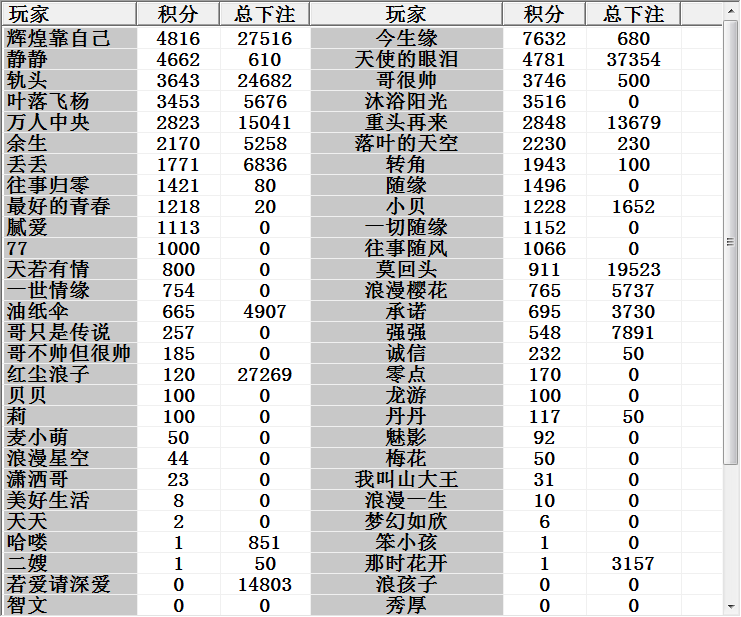 玩家 积分 总下注 玩家 积分 总下注
辉煌靠自己 4816 27516 今生缘 7632 680
静静 4662 610 天使的眼泪 4781 37354
轨头 3643 24682 哥很帅 3746 500
叶落飞杨 3453 5676 沐浴阳光 3516 0
万人中央 2823 15041 重头再来 2848 13679
余生 2170 5258 落叶的天空 2230 230
丢丢 1771 6836 转角 1943 100
往事归零 1421 80 随缘 1496 0
最好的青春 1218 20 小贝 1228 1652
腻爱 1113 0 一切随缘 1152 0
77 1000 0 往事随风 1066 0
天若有情 800 0 莫回头 911 19523
一世情缘 754 0 浪漫樱花 765 5737
油纸伞 665 4907 承诺 695 3730
哥只是传说 257 0 强强 548 7891
哥不帅但很帅 185 0 诚信 232 50
红尘浪子 120 27269 零点 170 0
贝贝 100 0 龙游 100 0
莉 100 0 丹丹 117 50
麦小萌 50 0 魅影 92 0
浪漫星空 44 0 梅花 50 0
潇洒哥 23 0 我叫山大王 31 0
美好生活 8 0 浪漫一生 10 0
天天 2 0 梦幻如欣 6 0
哈喽 1 851 笨小孩 1 0
二嫂 1 50 那时花开 1 3157
若爱请深爱 0 14803 浪孩子 0 0
智文 0 0 秀厚 0 0